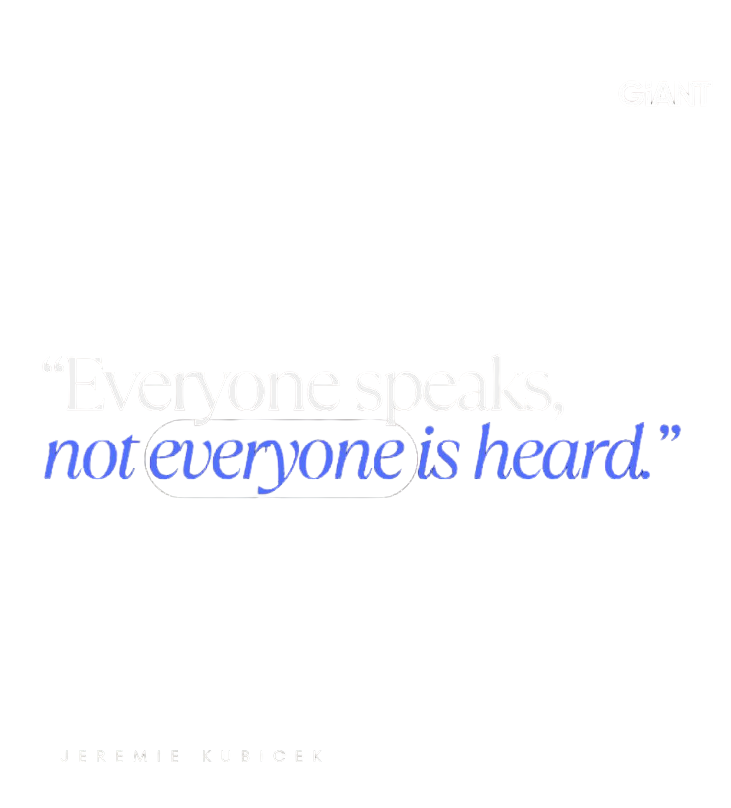 GiANT
“Everyone speaks,
not everyone is heard.”
JEREMIE KUBICEK